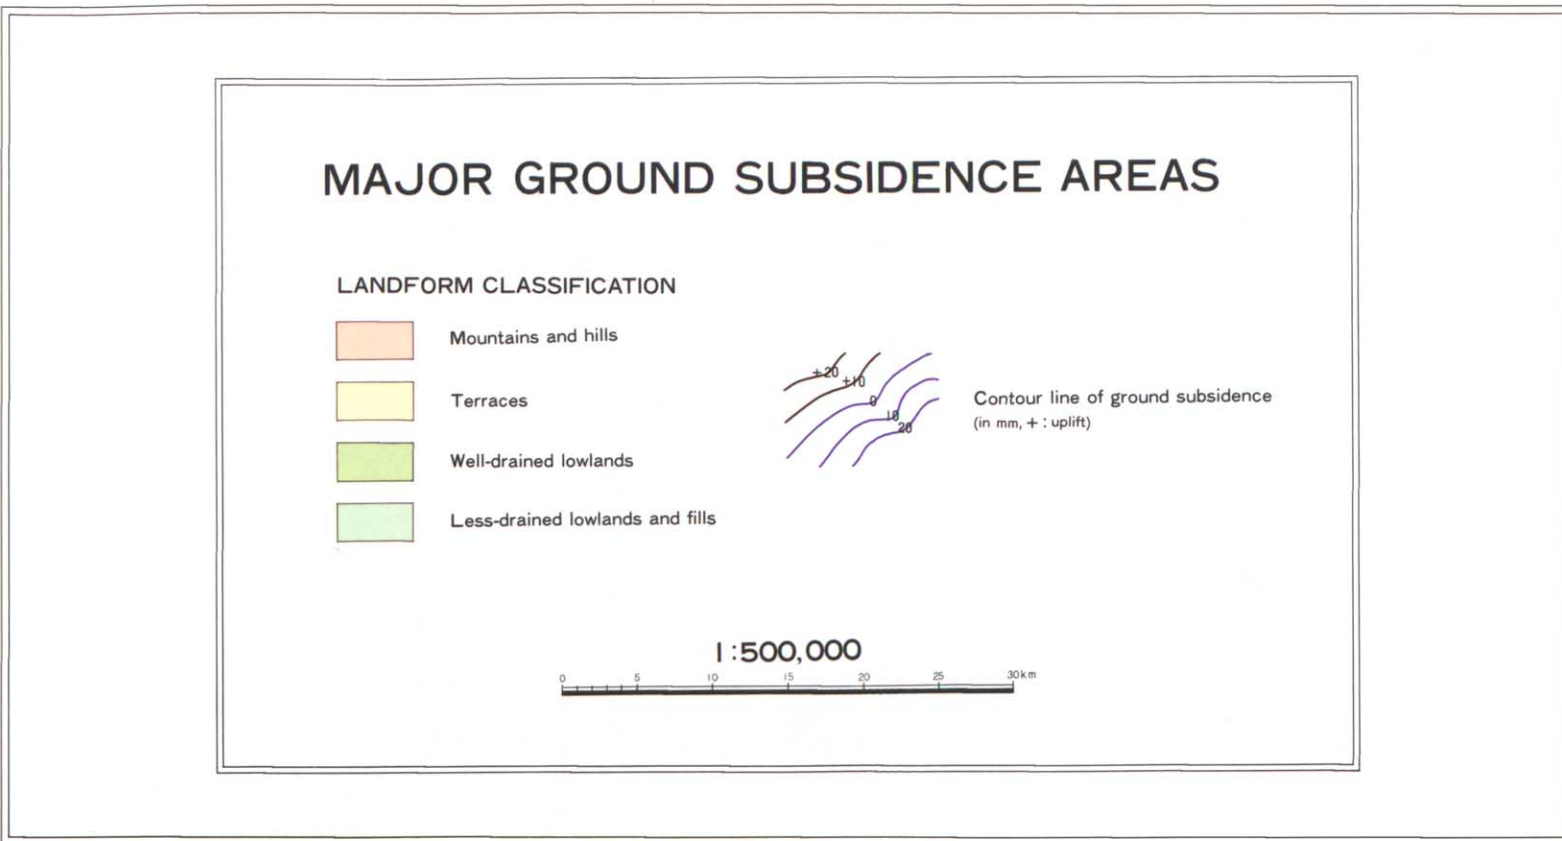 MAJOR GROUND SUBSIDENCE AREAS
LANDFORM CLASSIFICATION
Mountains and hills
Terraces
Well-drained lowlands
Less-drained lowlands and fills
+20
+10
0
10
20
Contour line of ground subsidence
(in mm, + : uplift)
1:500,000
0 5 10 15 20 25 30km